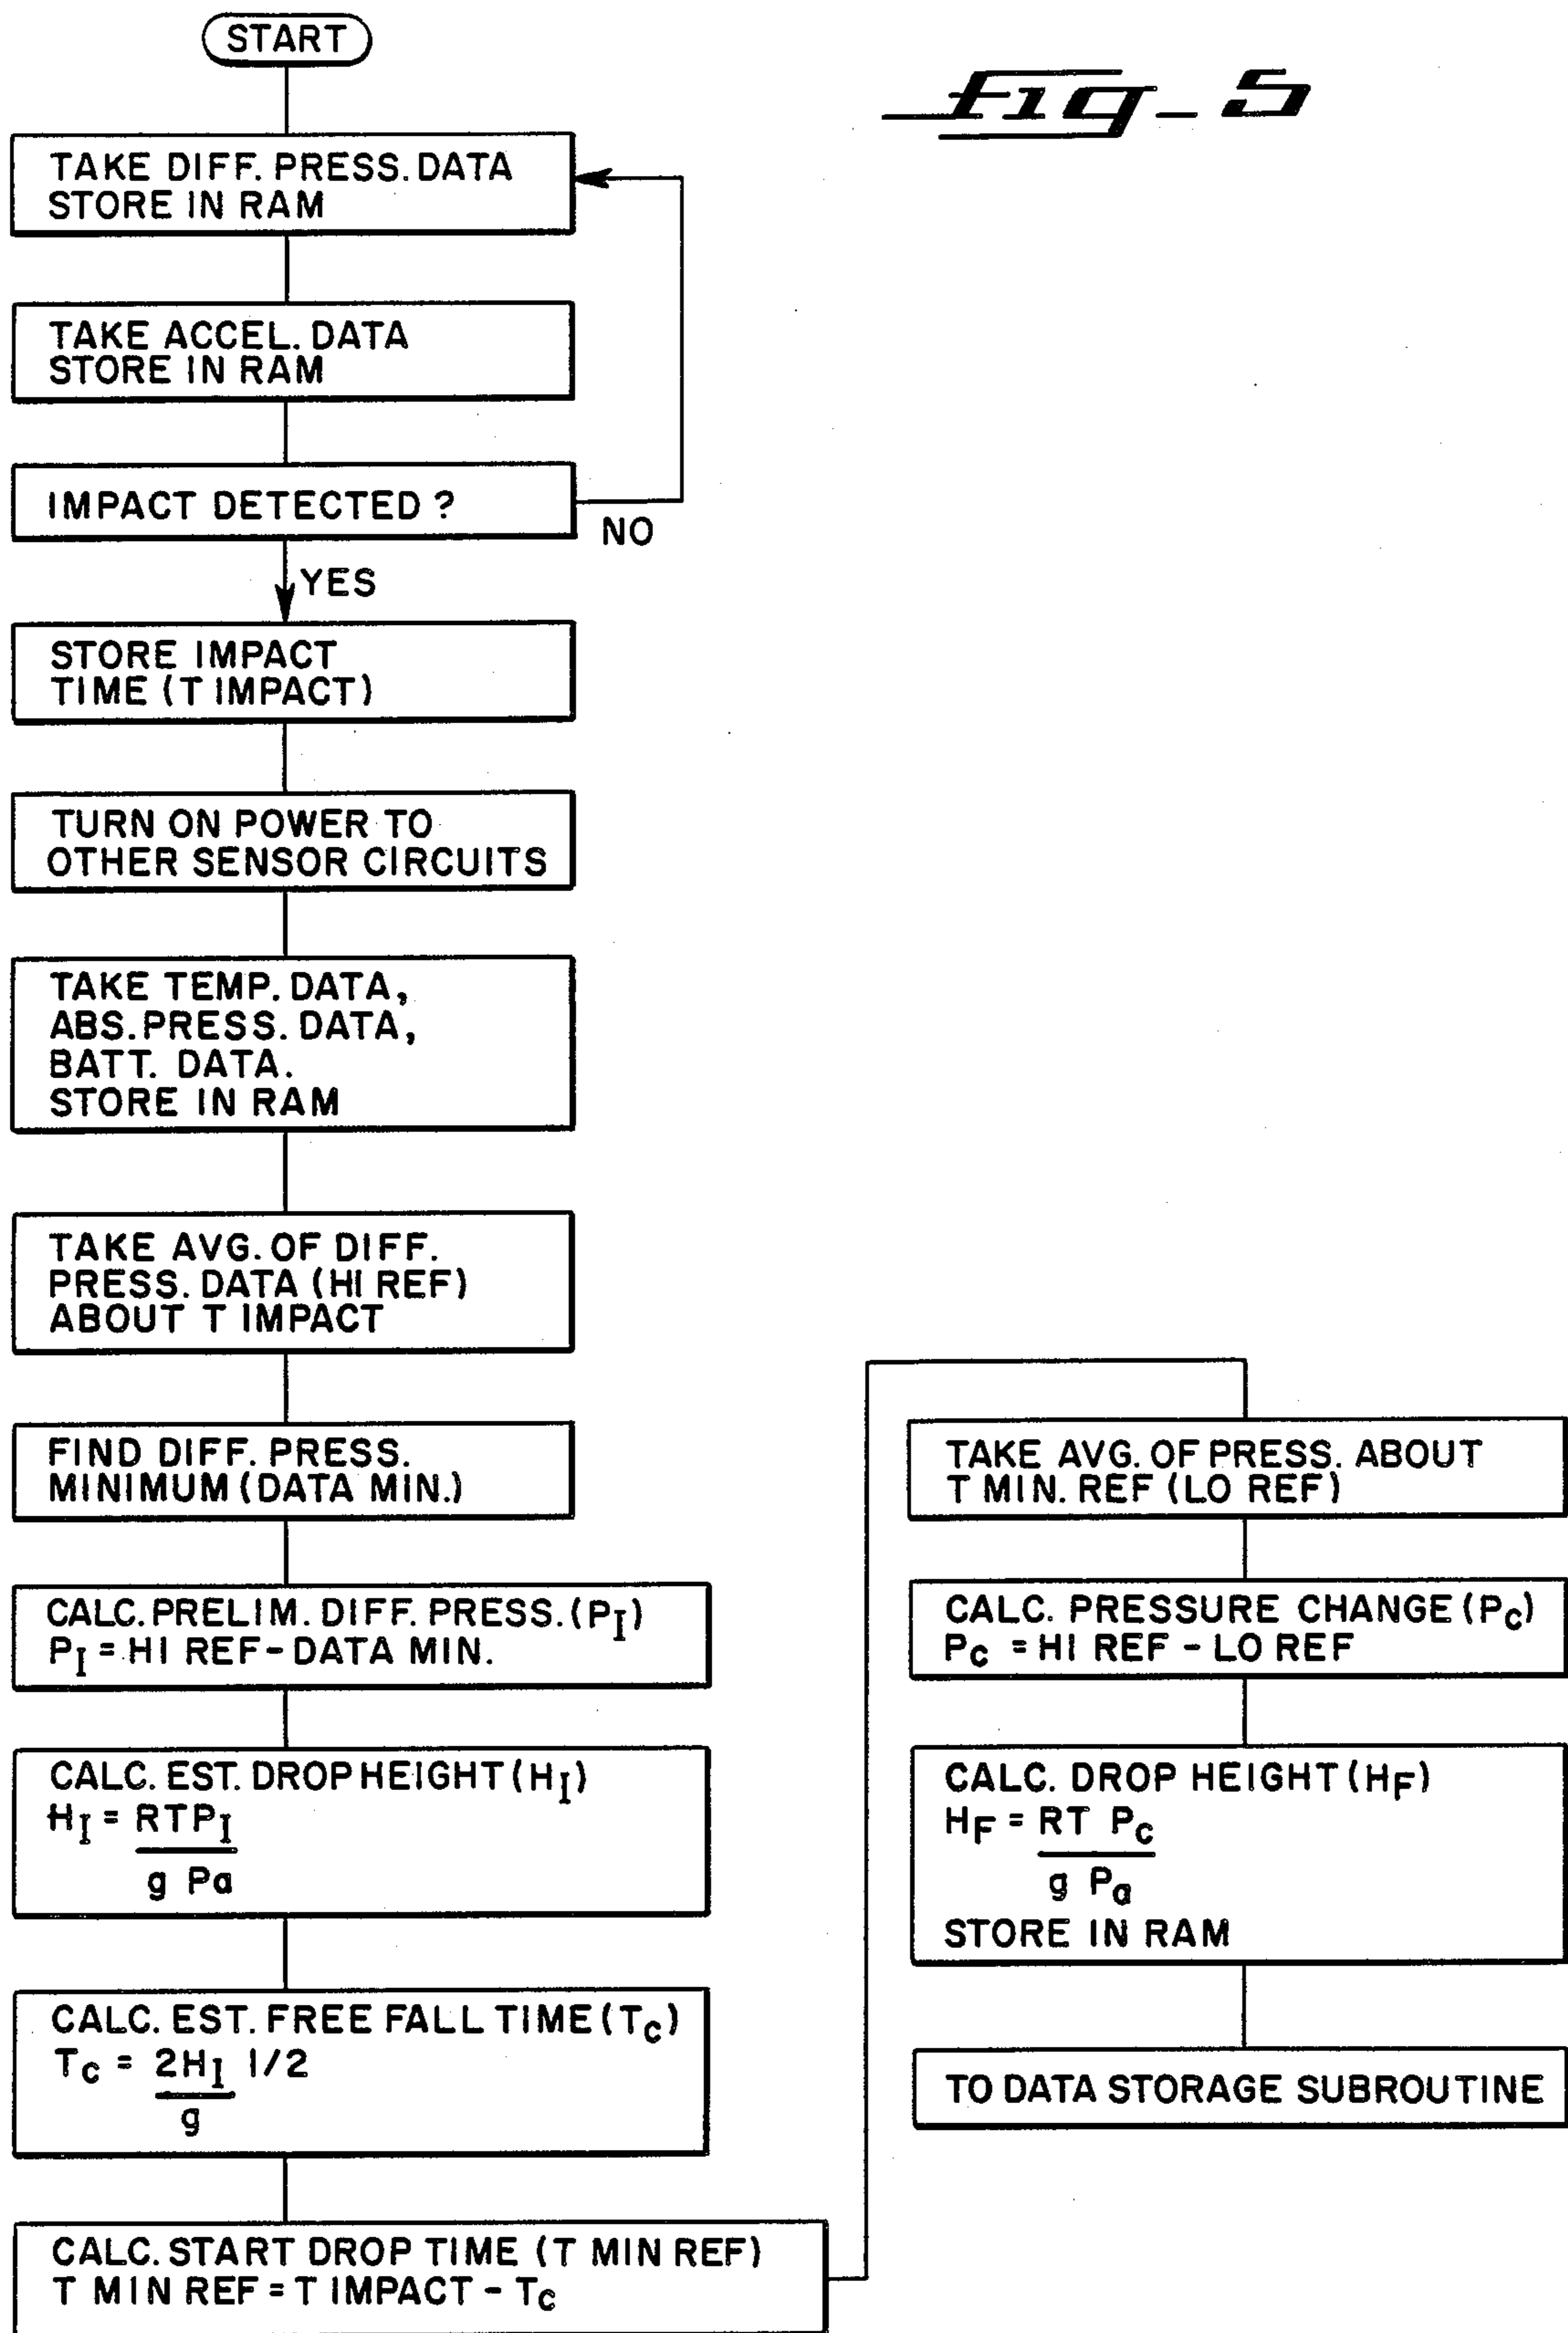 START
fig_5
TAKE DIFF. PRESS. DATA
STORE IN RAM
TAKE ACCEL. DATA
STORE IN RAM
IMPACT DETECTED ?
NO
YES
STORE IMPACT
TIME (T IMPACT)
TURN ON POWER TO
OTHER SENSOR CIRCUITS
TAKE TEMP. DATA,
ABS. PRESS. DATA,
BATT. DATA.
STORE IN RAM
TAKE AVG. OF DIFF.
PRESS. DATA (HI REF)
ABOUT T IMPACT
FIND DIFF. PRESS.
MINIMUM (DATA MIN.)
CALC. PRELIM. DIFF. PRESS. (PI)
PI = HI REF - DATA MIN.
CALC. EST. DROP HEIGHT (HI)
HI = RTPI
g Pa
CALC. EST. FREE FALL TIME (TC)
TC = 2HI 1/2
g
CALC. START DROP TIME (T MIN REF)
T MIN REF = T IMPACT - TC
TAKE AVG. OF PRESS. ABOUT
T MIN. REF (LO REF)
CALC. PRESSURE CHANGE (PC)
PC = HI REF - LO REF
CALC. DROP HEIGHT (HF)
HF = RT PC
g Pa
STORE IN RAM
TO DATA STORAGE SUBROUTINE